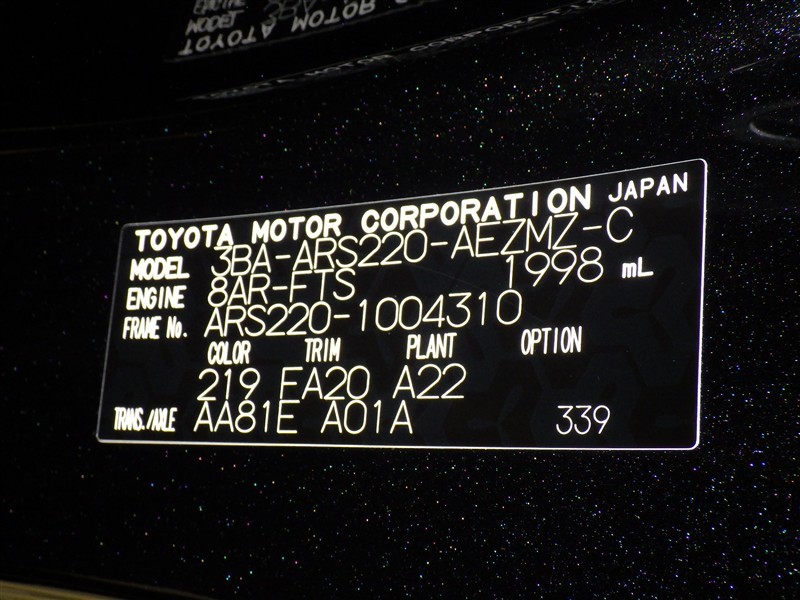 TOYOTA MOTOR CORPORATION JAPAN
MODEL 3BA-ARS220-AEZMZ-C
ENGINE 8AR-FTS 1998 mL
FRAME No. ARS220-1004310
COLOR TRIM PLANT OPTION
219 EA20 A22
TRANS./AXLE AA81E A01A 339